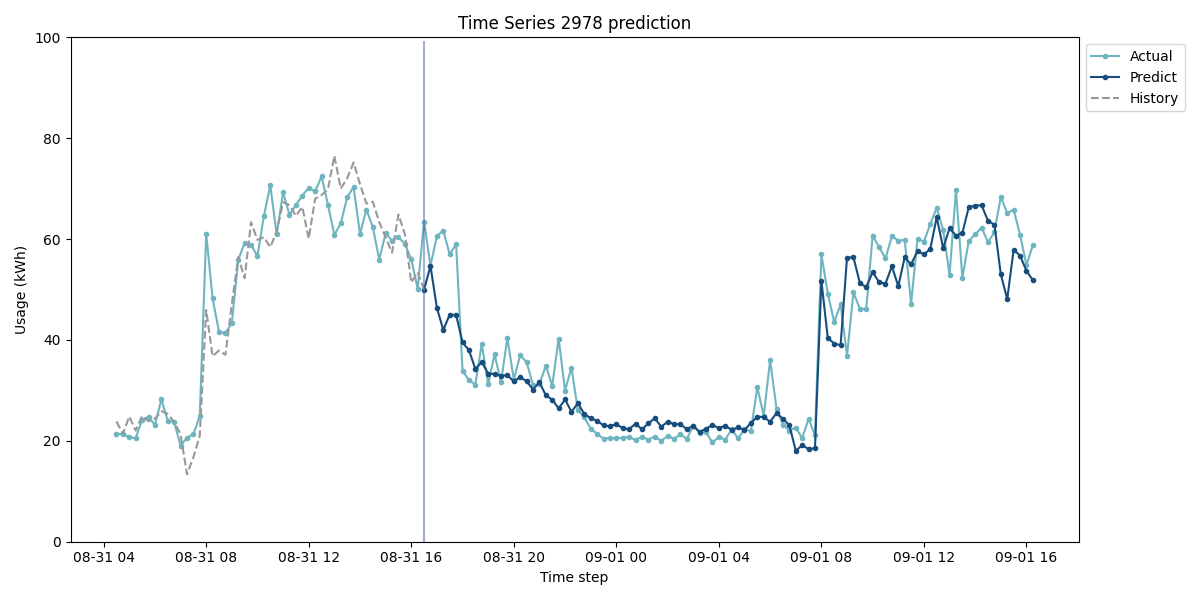 Time Series 2978 prediction
Usage (kWh)
100
80
60
40
20
0
08-31 04
08-31 08
08-31 12
08-31 16
08-31 20
09-01 00
09-01 04
09-01 08
09-01 12
09-01 16
Time step
Actual
Predict
History